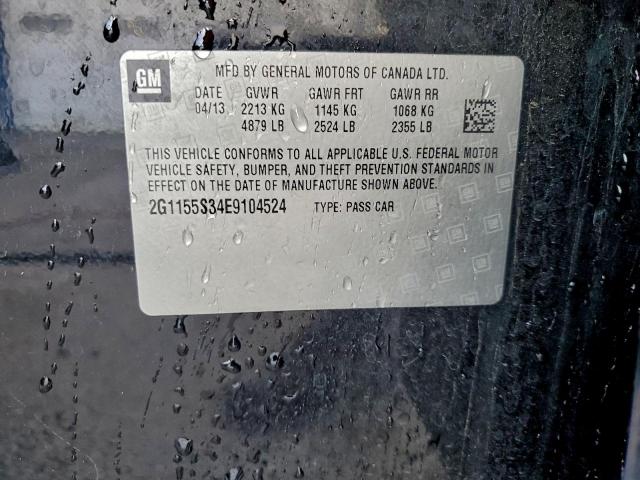 GM
MFD BY GENERAL MOTORS OF CANADA LTD.
DATE GVWR GAWR FRT GAWR RR
04/13 2213 KG 1145 KG 1068 KG
4879 LB 2524 LB 2355 LB
THIS VEHICLE CONFORMS TO ALL APPLICABLE U.S. FEDERAL MOTOR
VEHICLE SAFETY, BUMPER, AND THEFT PREVENTION STANDARDS IN
EFFECT ON THE DATE OF MANUFACTURE SHOWN ABOVE.
2G1155S34E9104524 TYPE: PASS CAR